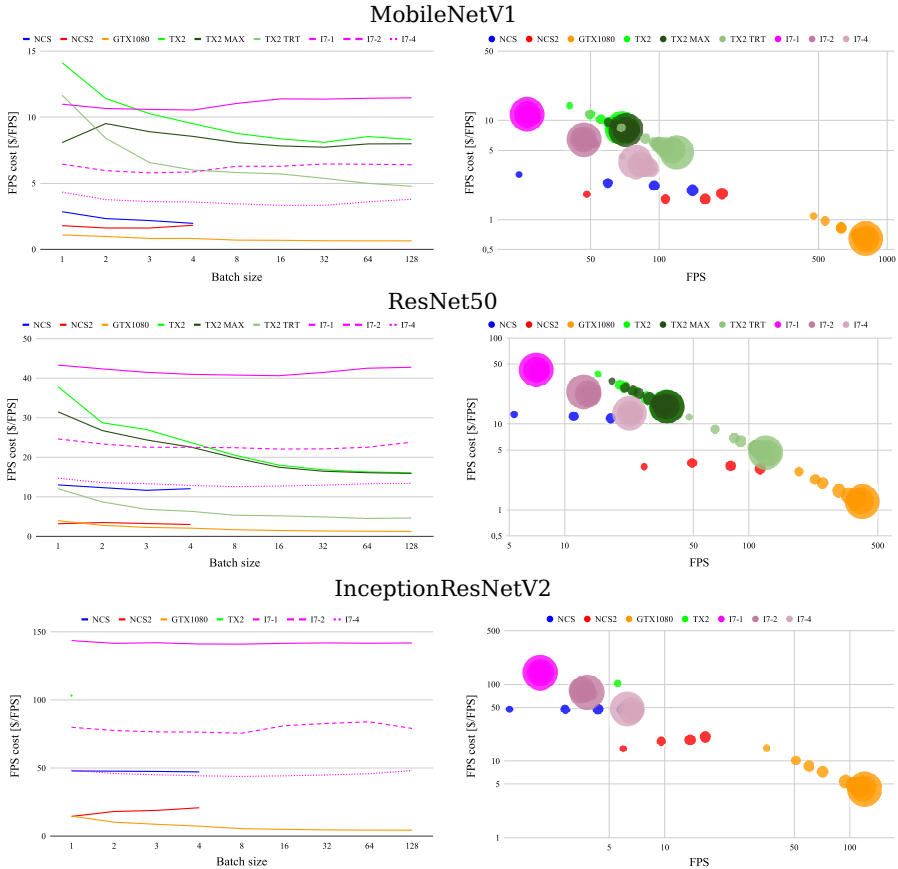 MobileNetV1
NCS NCS2 GTX1080 TX2 TX2 MAX TX2 TRT I7-1 I7-2 I7-4
FPS cost [$/FPS]
15
10
5
0
1 2 3 4 8 16 32 64 128
Batch size
NCS NCS2 GTX1080 TX2 TX2 MAX TX2 TRT I7-1 I7-2 I7-4
FPS cost [$/FPS]
50
10
5
1
0,5
50 100 500 1000
FPS
ResNet50
NCS NCS2 GTX1080 TX2 TX2 MAX TX2 TRT I7-1 I7-2 I7-4
FPS cost [$/FPS]
50
40
30
20
10
0
1 2 3 4 8 16 32 64 128
Batch size
NCS NCS2 GTX1080 TX2 TX2 MAX TX2 TRT I7-1 I7-2 I7-4
FPS cost [$/FPS]
100
50
10
5
1
0,5
5 10 50 100 500
FPS
InceptionResNetV2
NCS NCS2 GTX1080 TX2 I7-1 I7-2 I7-4
FPS cost [$/FPS]
150
100
50
0
1 2 3 4 8 16 32 64 128
Batch size
NCS NCS2 GTX1080 TX2 I7-1 I7-2 I7-4
FPS cost [$/FPS]
500
100
50
10
5
1
5 10 50 100
FPS